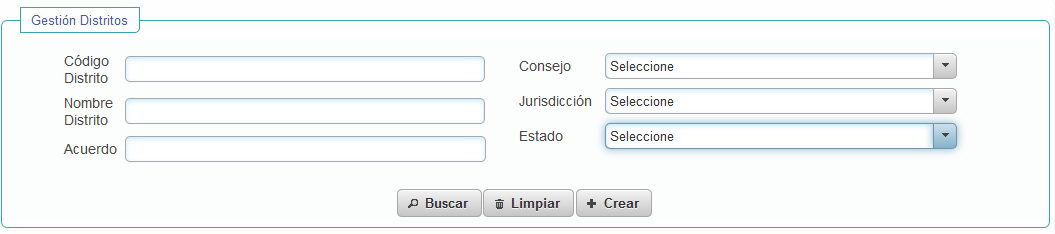 Gestión Distritos
Código
Distrito
Consejo
Seleccione
Nombre
Distrito
Jurisdicción
Seleccione
Acuerdo
Estado
Seleccione
Buscar
Limpiar
Crear